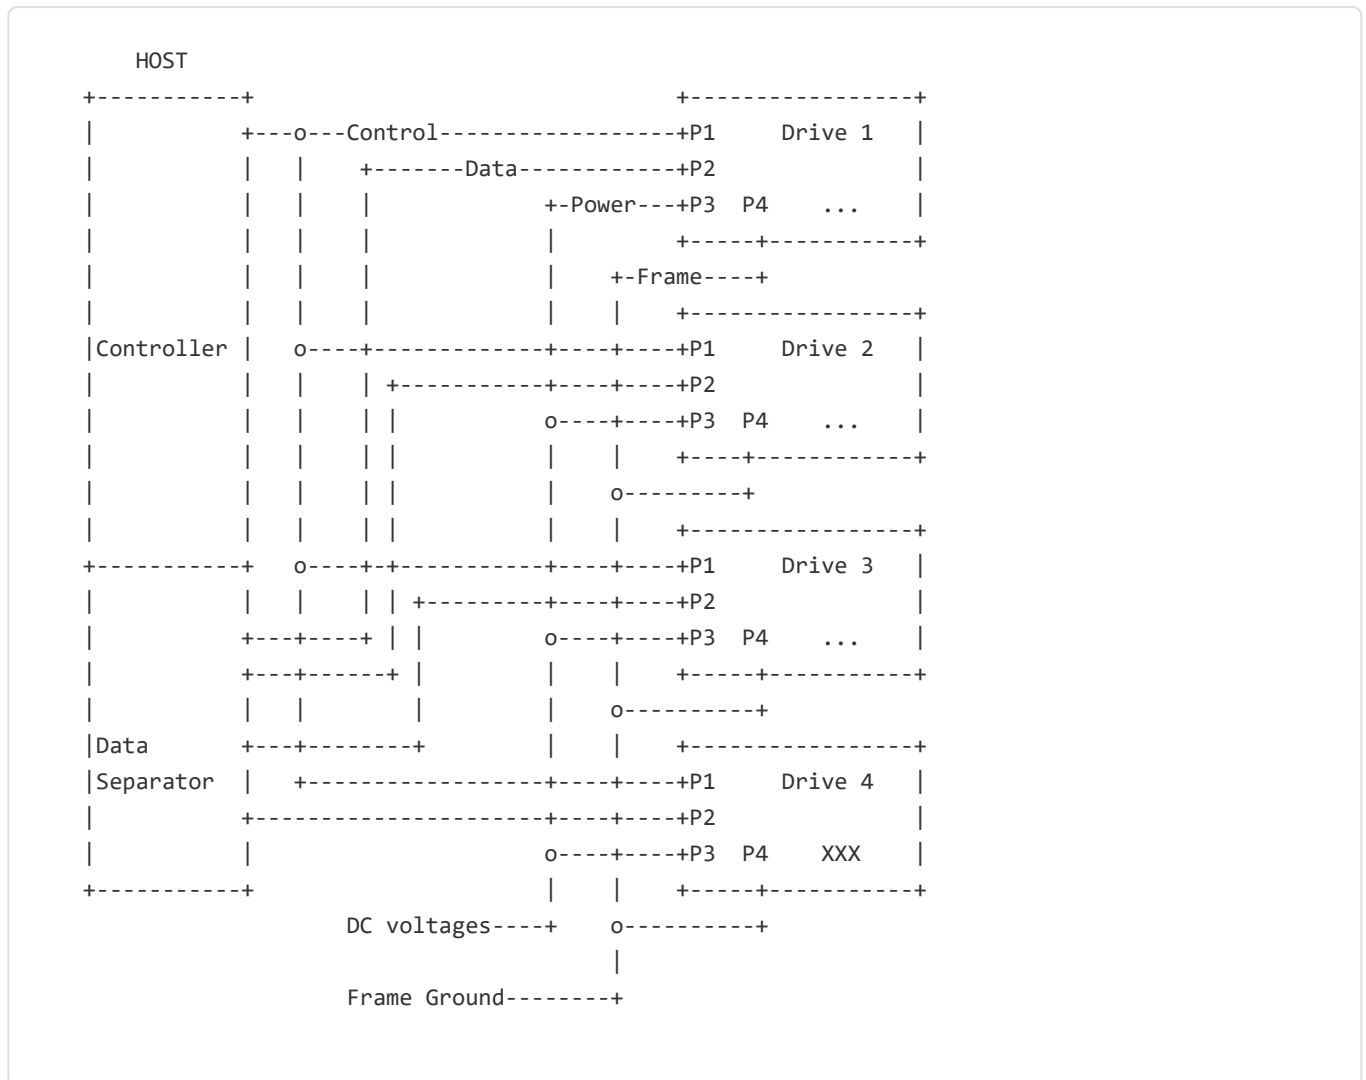 HOST
+-----------+                                +-----------------+
|           +---o---Control------------------+P1     Drive 1   |
|           |   |    +-------Data------------+P2               |
|           |   |    |             +-Power---+P3  P4    ...    |
|           |   |    |             |         +-----+-----------+
|           |   |    |             |    +-Frame----+
|           |   |    |             |    |    +-----------------+
|Controller |   o----+-------------+----+----+P1     Drive 2   |
|           |   |    | +-----------+----+----+P2               |
|           |   |    | |           o----+----+P3  P4    ...    |
|           |   |    | |           |    |    +----+------------+
|           |   |    | |           |    o---------+
|           |   |    | |           |    |    +-----------------+
+-----------+   o----+-+-----------+----+----+P1     Drive 3   |
|           |   |    | | +---------+----+----+P2               |
|           +---+----+ | |         o----+----+P3  P4    ...    |
|           +---+------+ |         |    |    +-----+-----------+
|           |   |        |         |    o----------+
|Data       +---+--------+         |    |    +-----------------+
|Separator  |   +------------------+----+----+P1     Drive 4   |
|           +----------------------+----+----+P2               |
|           |                      o----+----+P3  P4    XXX    |
+-----------+                      |    |    +-----+-----------+
DC voltages----+    o----------+
|
Frame Ground--------+